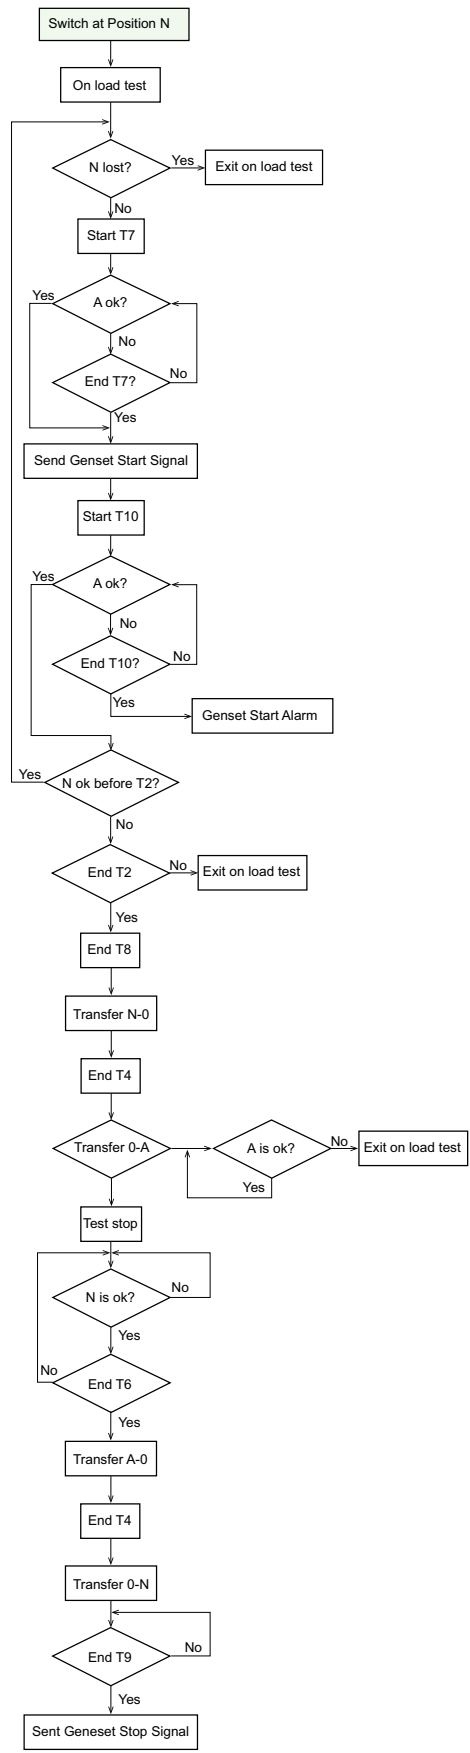 Switch at Position N
On load test
N lost?
Yes
Exit on load test
No
Start T7
Yes
A ok?
No
End T7?
No
Yes
Send Genset Start Signal
Start T10
Yes
A ok?
No
End T10?
No
Yes
Genset Start Alarm
Yes
N ok before T2?
No
End T2
No
Exit on load test
Yes
End T8
Transfer N-0
End T4
Transfer 0-A
A is ok?
No
Exit on load test
Yes
Test stop
N is ok?
No
Yes
No
End T6
Yes
Transfer A-0
End T4
Transfer 0-N
End T9
No
Yes
Sent Geneset Stop Signal